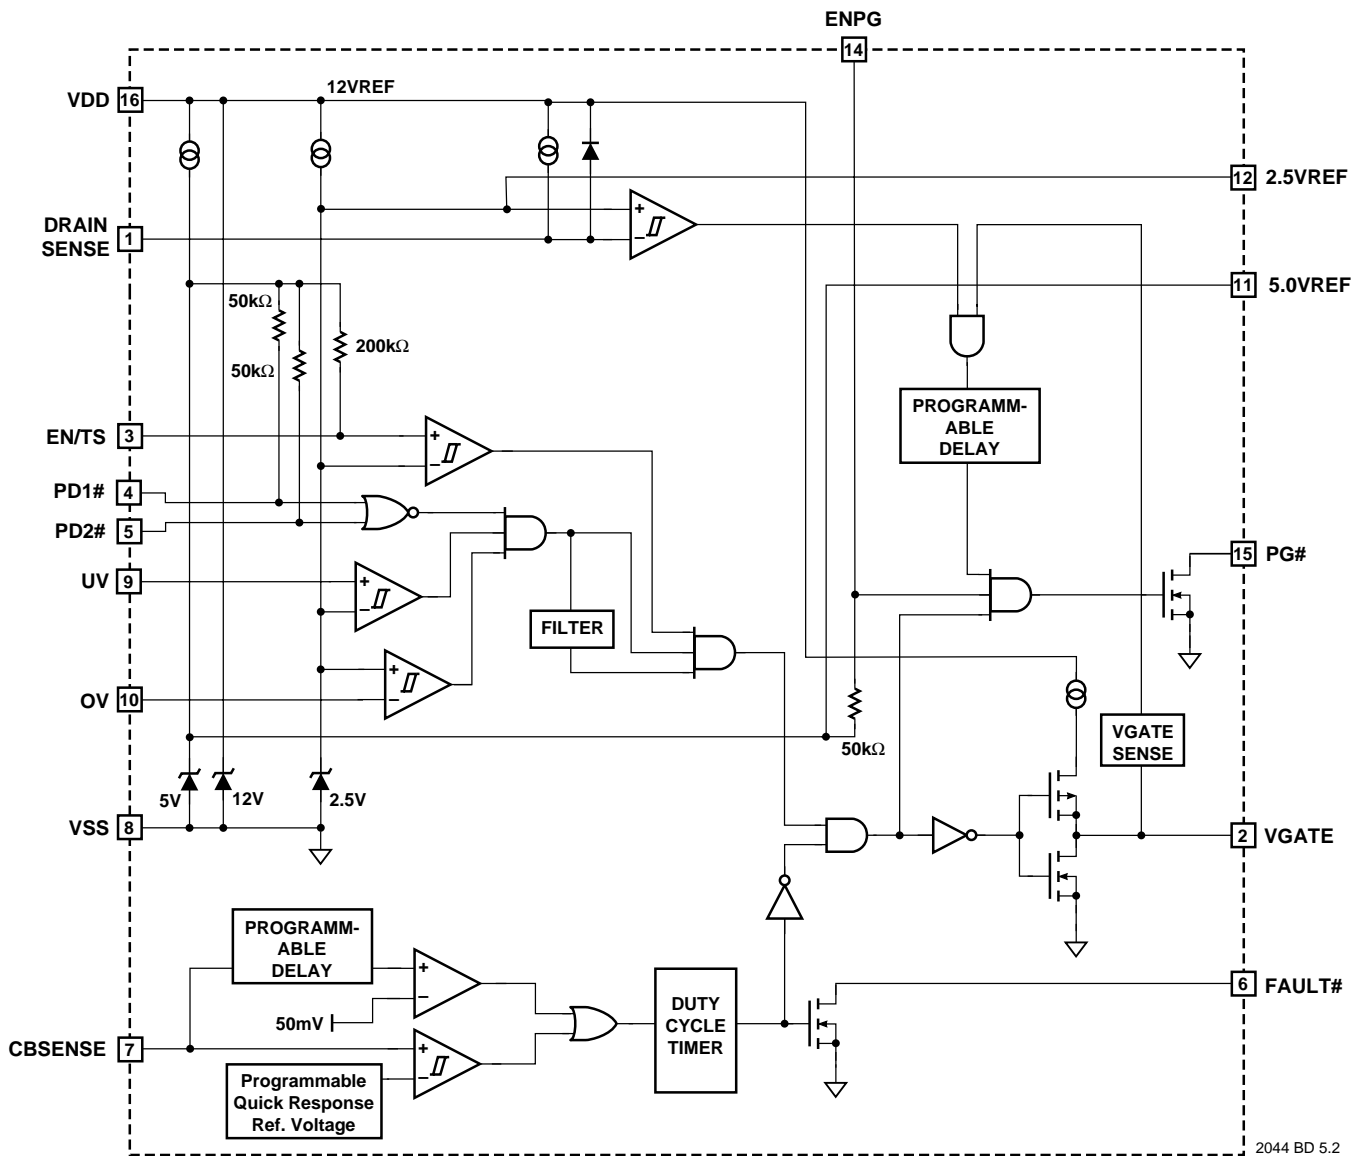 ENPG
14
VDD 16
12VREF
12 2.5VREF
DRAIN
SENSE
1
+
−
11 5.0VREF
50kΩ
200kΩ
50kΩ
PROGRAMM-
ABLE
DELAY
EN/TS 3
+
−
PD1# 4
PD2# 5
15 PG#
UV 9
+
−
FILTER
+
−
OV 10
50kΩ
VGATE
SENSE
5V
12V
2.5V
VSS 8
2 VGATE
PROGRAMM-
ABLE
DELAY
+
−
50mV
DUTY
CYCLE
TIMER
6 FAULT#
CBSENSE 7
+
−
Programmable
Quick Response
Ref. Voltage
2044 BD 5.2